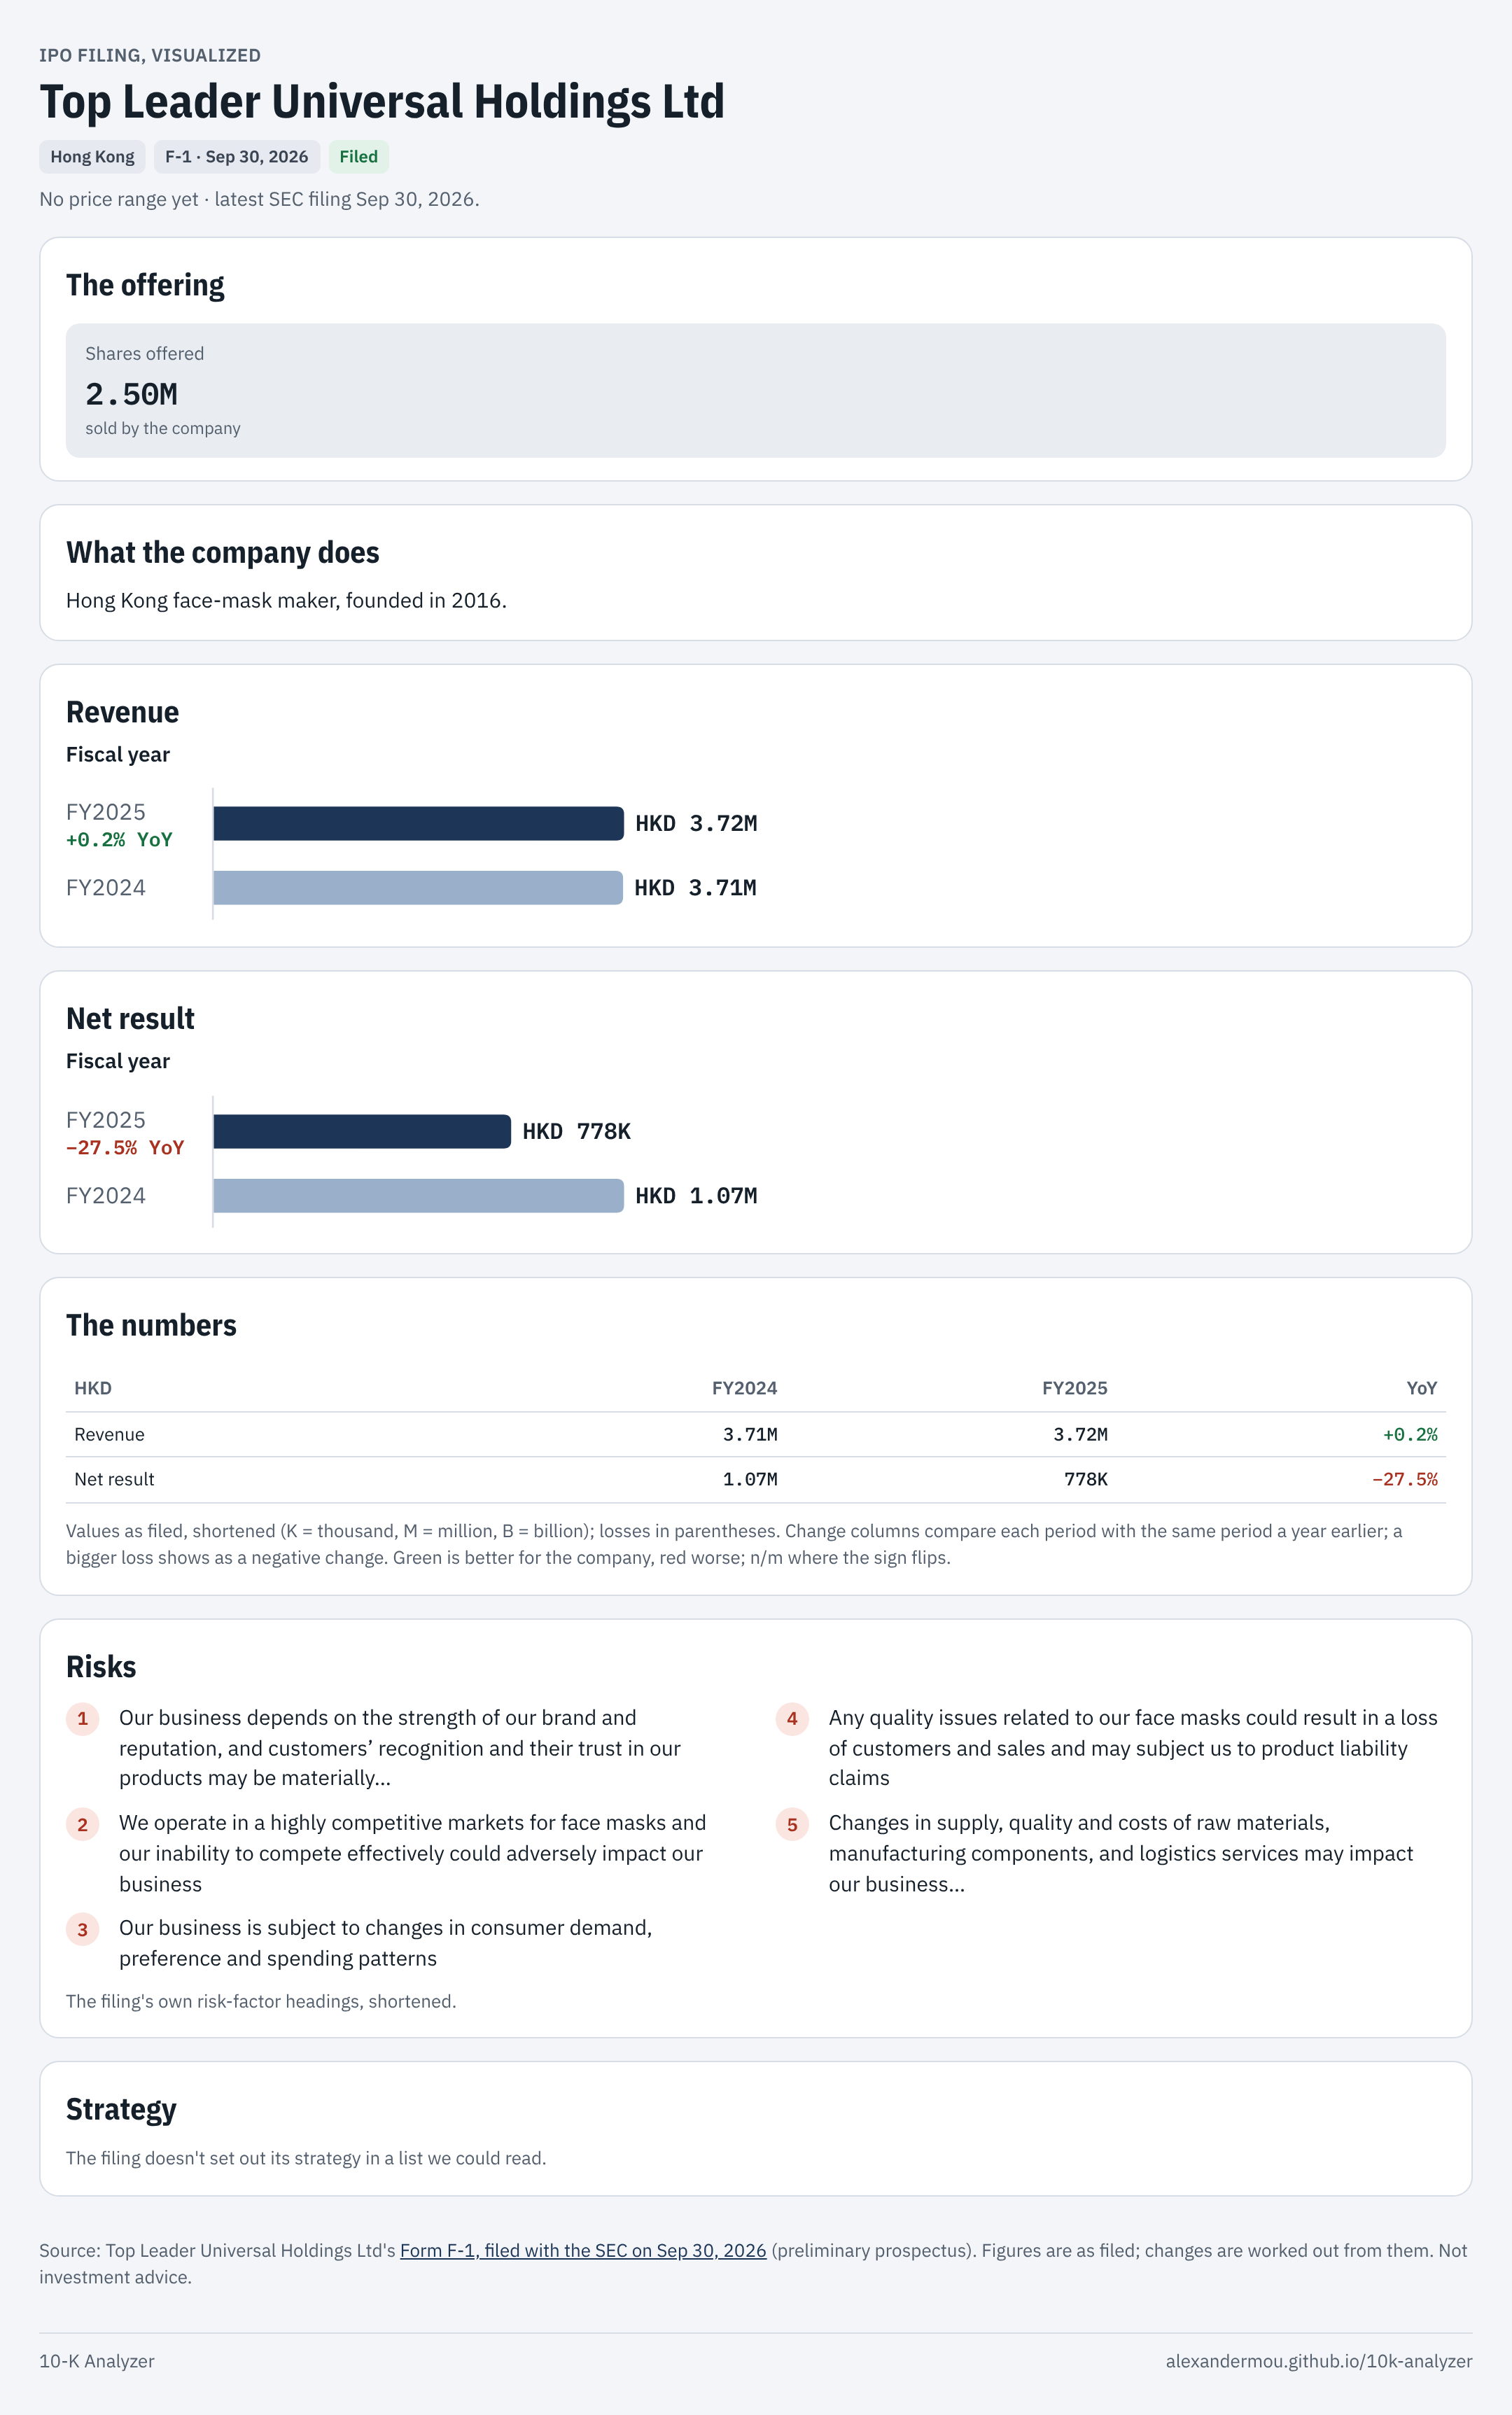 IPO FILING, VISUALIZED
Top Leader Universal Holdings Ltd
Hong Kong
F-1 · Sep 30, 2026
Filed
No price range yet · latest SEC filing Sep 30, 2026.
The offering
Shares offered
2.50M
sold by the company
What the company does
Hong Kong face-mask maker, founded in 2016.
Revenue
Fiscal year
FY2025
+0.2% YoY
HKD 3.72M
FY2024
HKD 3.71M
Net result
Fiscal year
FY2025
−27.5% YoY
HKD 778K
FY2024
HKD 1.07M
The numbers
HKD FY2024 FY2025 YoY
Revenue 3.71M 3.72M +0.2%
Net result 1.07M 778K −27.5%
Values as filed, shortened (K = thousand, M = million, B = billion); losses in parentheses. Change columns compare each period with the same period a year earlier; a
bigger loss shows as a negative change. Green is better for the company, red worse; n/m where the sign flips.
Risks
1 Our business depends on the strength of our brand and
reputation, and customers’ recognition and their trust in our
products may be materially…
2 We operate in a highly competitive markets for face masks and
our inability to compete effectively could adversely impact our
business
3 Our business is subject to changes in consumer demand,
preference and spending patterns
4 Any quality issues related to our face masks could result in a loss
of customers and sales and may subject us to product liability
claims
5 Changes in supply, quality and costs of raw materials,
manufacturing components, and logistics services may impact
our business…
The filing's own risk-factor headings, shortened.
Strategy
The filing doesn't set out its strategy in a list we could read.
Source: Top Leader Universal Holdings Ltd's Form F-1, filed with the SEC on Sep 30, 2026 (preliminary prospectus). Figures are as filed; changes are worked out from them. Not
investment advice.
10-K Analyzer
alexandermou.github.io/10k-analyzer